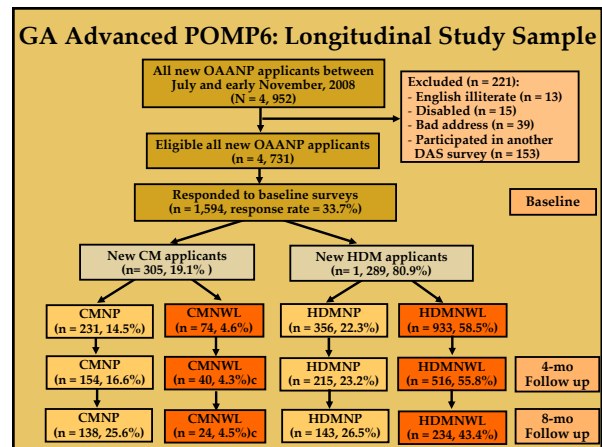 GA Advanced POMP6: Longitudinal Study Sample
All new OAANP applicants between
July and early November, 2008
(N = 4, 952)
Excluded (n = 221):
- English illiterate (n = 13)
- Disabled (n = 15)
- Bad address (n = 39)
- Participated in another
DAS survey (n = 153)
Eligible all new OAANP applicants
(n = 4,731)
Responded to baseline surveys
(n = 1,594, response rate = 33.7%)
Baseline
New CM applicants
(n= 305, 19.1% )
New HDM applicants
(n= 1, 289, 80.9%)
CMNP
(n = 231, 14.5%)
CMNWL
(n = 74, 4.6%)
HDMNP
(n = 356, 22.3%)
HDMNWL
(n = 933, 58.5%)
CMNP
(n = 154, 16.6%)
CMNWL
(n = 40, 4.3%)c
HDMNP
(n = 215, 23.2%)
HDMNWL
(n = 516, 55.8%)
4-mo
Follow up
CMNP
(n = 138, 25.6%)
CMNWL
(n = 24, 4.5%)c
HDMNP
(n = 143, 26.5%)
HDMNWL
(n = 234, 43.4%)
8-mo
Follow up